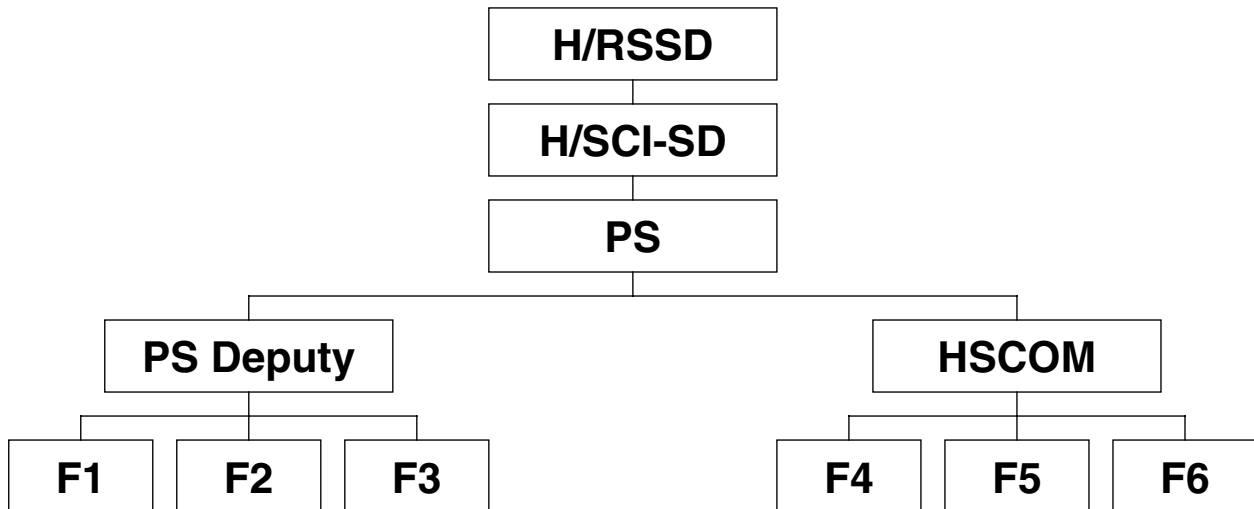 H/RSSD
H/SCI-SD
PS
PS Deputy HSCOM
F1 F2 F3 F4 F5 F6